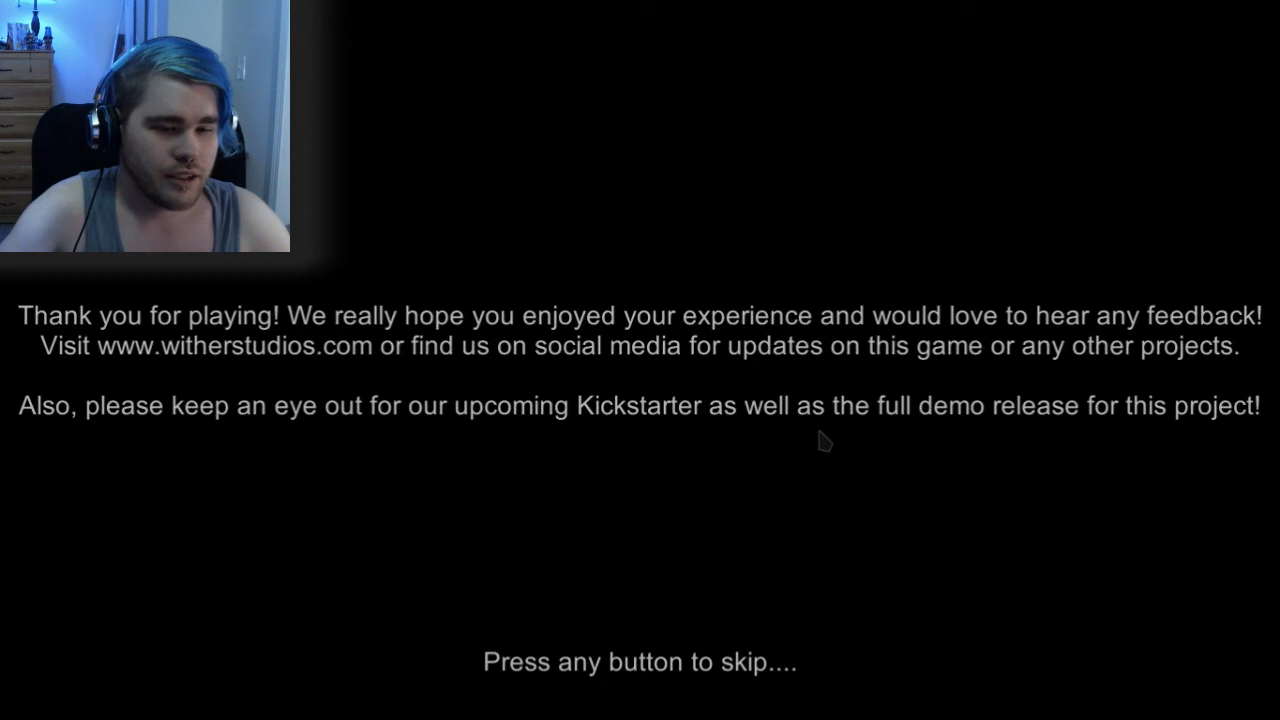 Thank you for playing! We really hope you enjoyed your experience and would love to hear any feedback!
Visit www.witherstudios.com or find us on social media for updates on this game or any other projects.
Also, please keep an eye out for our upcoming Kickstarter as well as the full demo release for this project!
Press any button to skip....